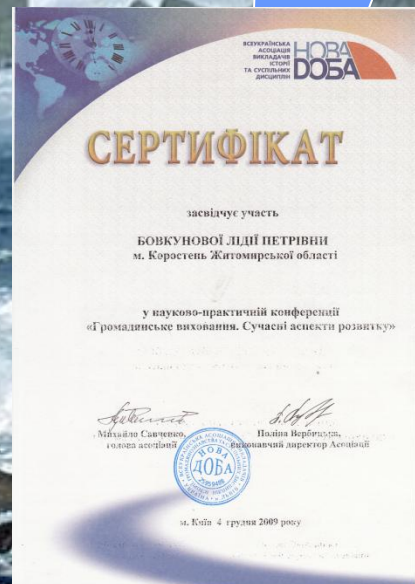 ВСЕУКРАЇНСЬКА
АСОЦІАЦІЯ
ВИКЛАДАЧІВ
ІСТОРІЇ
ТА СУСПІЛЬНИХ
ДИСЦИПЛІН
НОВА
ДОБА
СЕРТИФІКАТ
засвідчує участь
БОВКУНОВОЇ ЛІДІЇ ПЕТРІВНИ
м. Коростень Житомирської області
у науково-практичній конференції
«Громадянське виховання. Сучасні аспекти розвитку»
Михайло Савченко,
голова асоціації
Поліна Вербицька,
виконавчий директор Асоціації
НОВА
ДОБА
м. Київ 4 грудня 2009 року